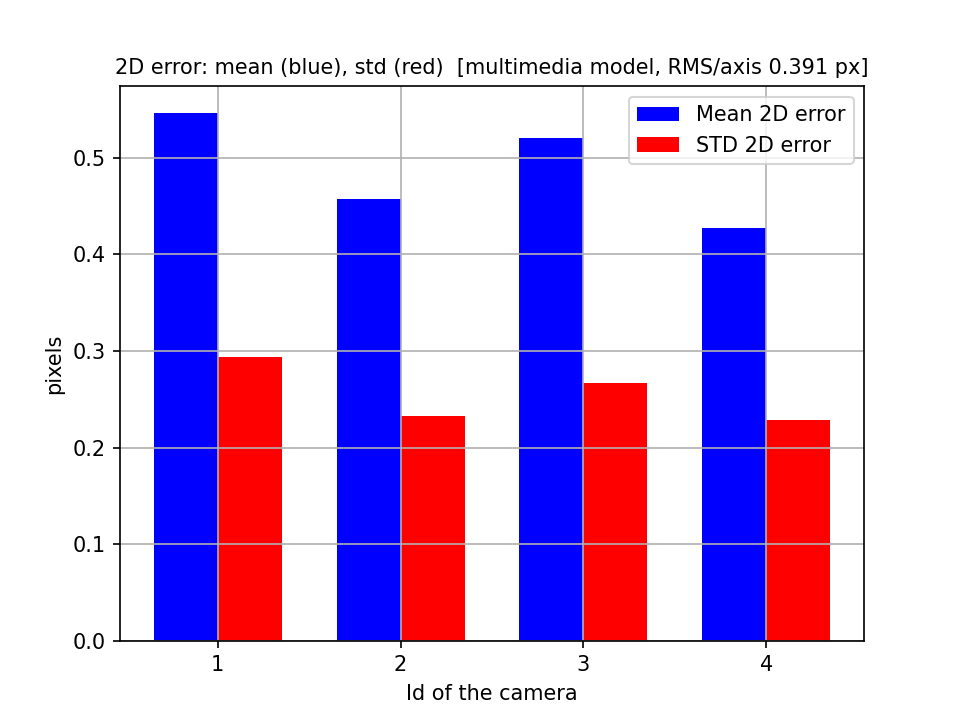 2D error: mean (blue), std (red)  [multimedia model, RMS/axis 0.391 px]
Mean 2D error
STD 2D error
pixels
0.5
0.4
0.3
0.2
0.1
0.0
1 2 3 4
Id of the camera